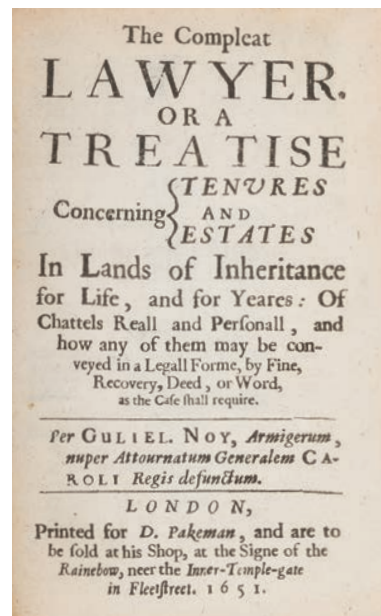 The Compleat
LAWYER.
OR A
TREATISE
Concerning { TENURES
AND
ESTATES
In Lands of Inheritance
for Life, and for Yeares: Of
Chattels Reall and Perſonall, and
how any of them may be con-
veyed in a Legall Forme, by Fine,
Recovery, Deed, or Word,
as the Caſe ſhall require.
Per GULIEL. NOY, Armigerum,
nuper Attournatum Generalem CA-
ROLI Regis defunctum.
LONDON,
Printed for D. Pakeman, and are to
be ſold at his Shop, at the Signe of the
Rainebow, neer the Inner-Temple-gate
in Fleetſtreet. 1651.